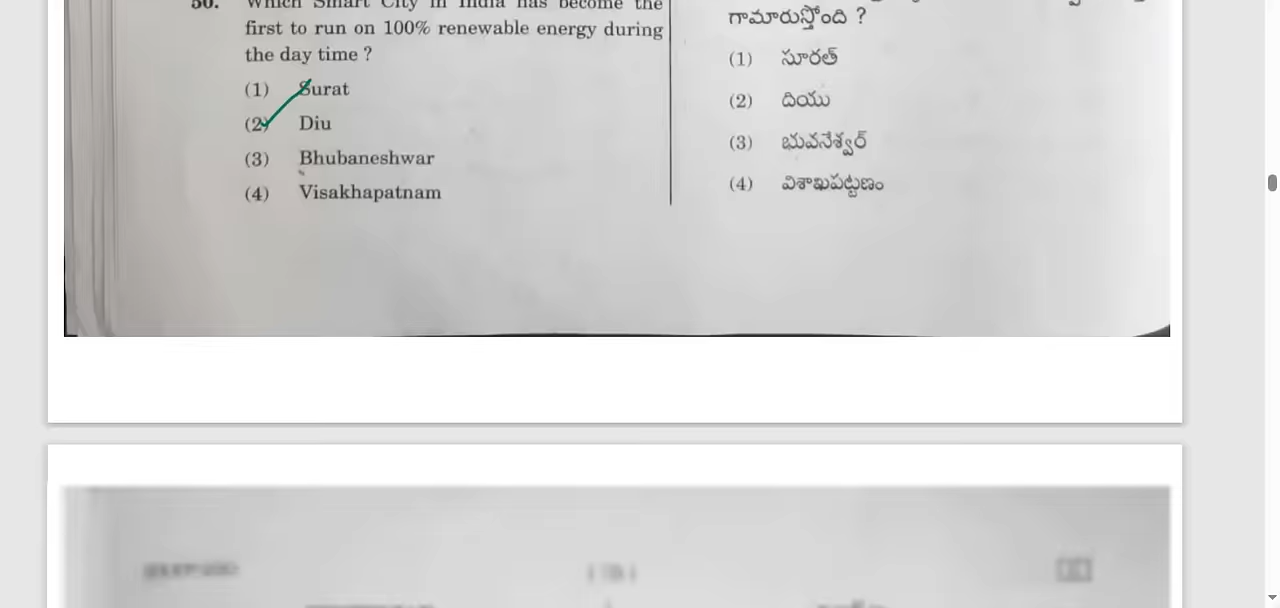 50. Which Smart City in India has become the
first to run on 100% renewable energy during
the day time ?
(1) Surat
(2) Diu
(3) Bhubaneshwar
(4) Visakhapatnam
గామారుస్తోంది ?
(1) సూరత్
(2) దియు
(3) భువనేశ్వర్
(4) విశాఖపట్టణం